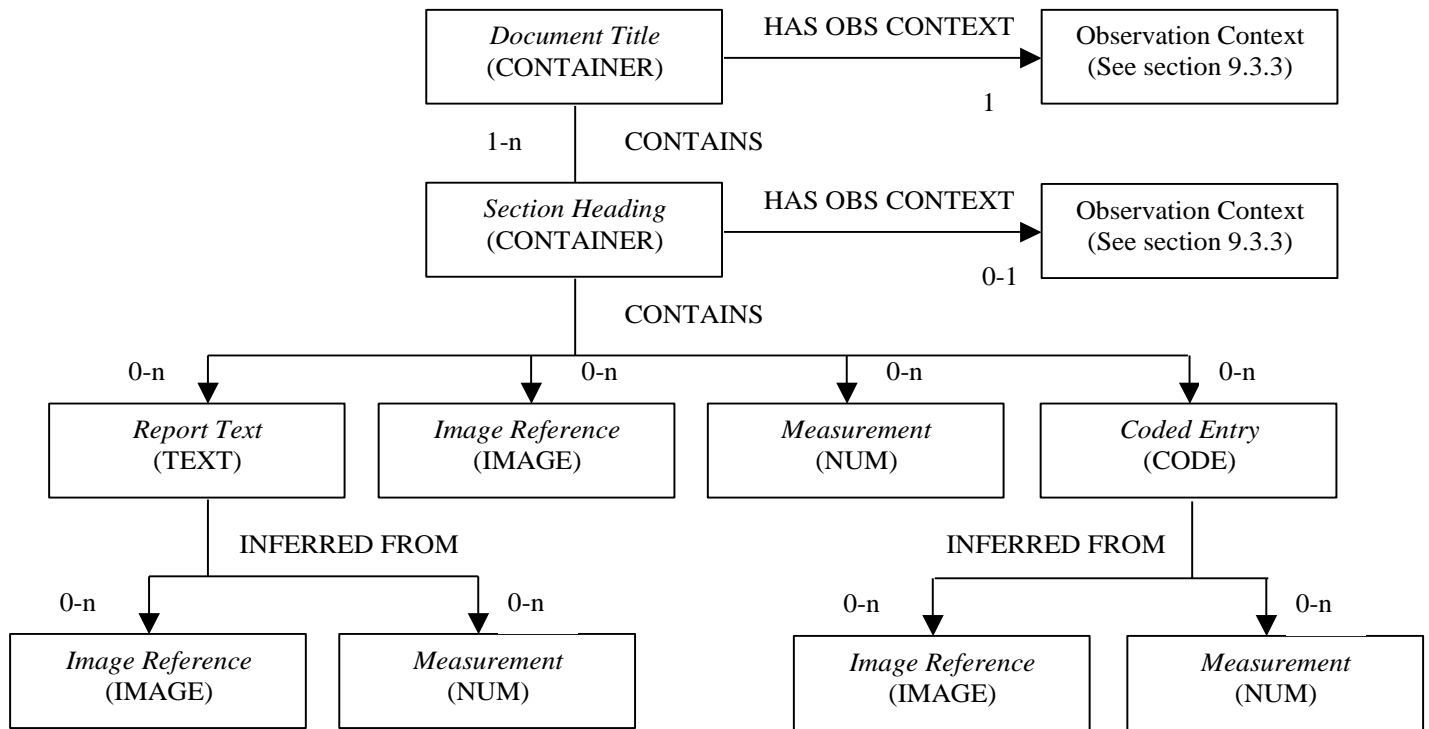 Document Title
(CONTAINER)
HAS OBS CONTEXT
1
Observation Context
(See section 9.3.3)
1-n
CONTAINS
Section Heading
(CONTAINER)
HAS OBS CONTEXT
0-1
Observation Context
(See section 9.3.3)
CONTAINS
0-n
0-n
0-n
0-n
Report Text
(TEXT)
Image Reference
(IMAGE)
Measurement
(NUM)
Coded Entry
(CODE)
INFERRED FROM
INFERRED FROM
0-n
0-n
0-n
0-n
Image Reference
(IMAGE)
Measurement
(NUM)
Image Reference
(IMAGE)
Measurement
(NUM)